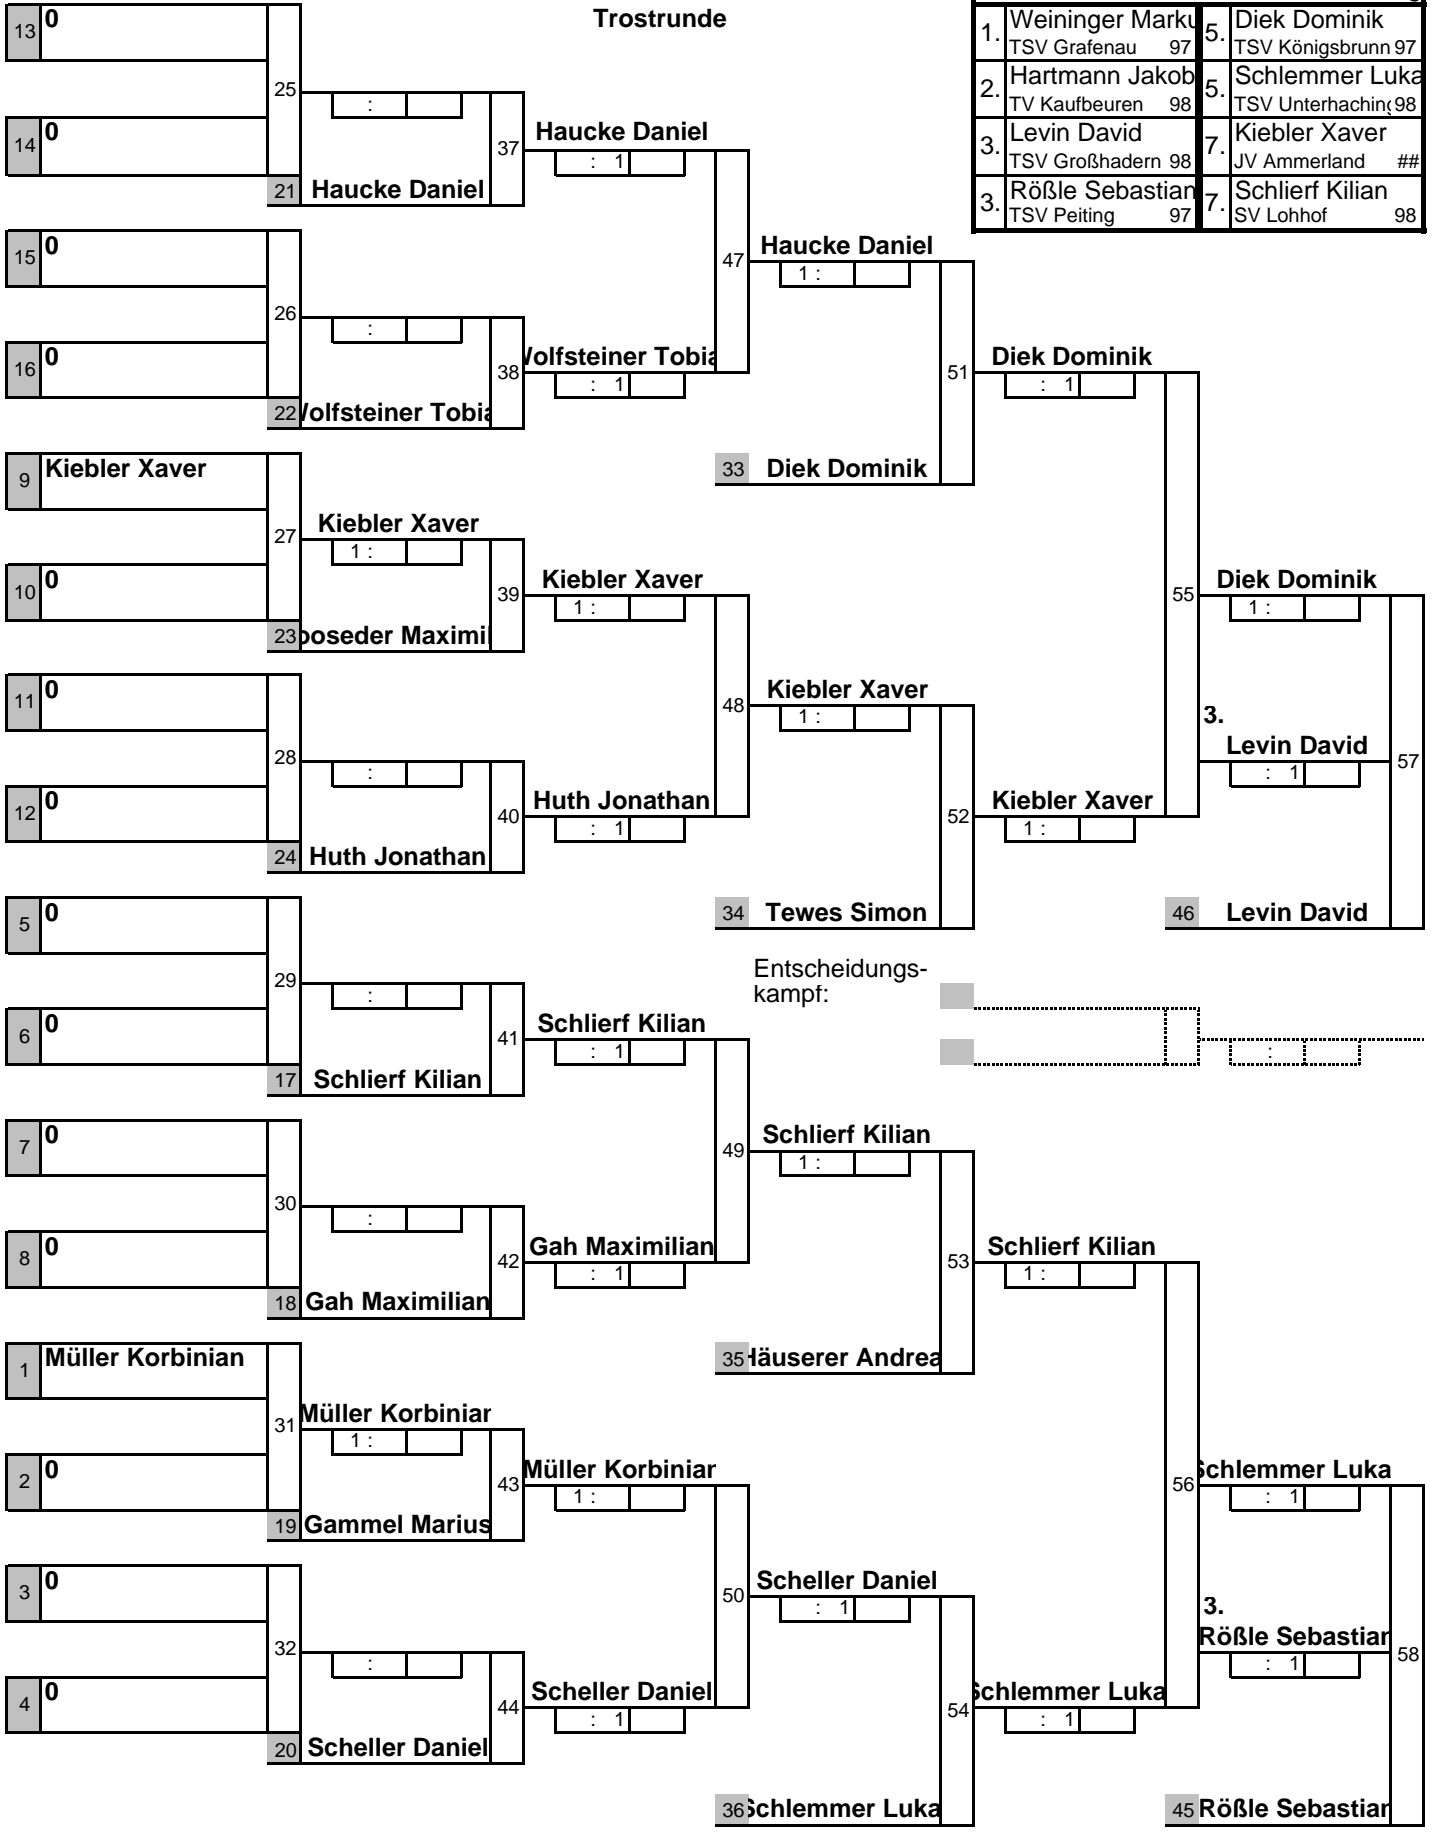 Trostrunde
1. Weininger Marku
TSV Grafenau 97
5. Diek Dominik
TSV Königsbrunn 97
2. Hartmann Jakob
TV Kaufbeuren 98
5. Schlemmer Luka
TSV Unterhaching 98
3. Levin David
TSV Großhadern 98
7. Kiebler Xaver
JV Ammerland ##
3. Rößle Sebastian
TSV Peiting 97
7. Schlierf Kilian
SV Lohhof 98
13 0
25
:
14 0
37 Haucke Daniel
: 1
21 Haucke Daniel
15 0
47 Haucke Daniel
1 :
26
:
16 0
38 Wolfsteiner Tobia
: 1
51 Diek Dominik
: 1
22 Wolfsteiner Tobia
9 Kiebler Xaver
33 Diek Dominik
27 Kiebler Xaver
1 :
10 0
39 Kiebler Xaver
1 :
55 Diek Dominik
1 :
23 ooseder Maximi
11 0
48 Kiebler Xaver
1 :
3.
Levin David
: 1
57
28
:
12 0
40 Huth Jonathan
: 1
52 Kiebler Xaver
1 :
24 Huth Jonathan
5 0
34 Tewes Simon
46 Levin David
29
:
Entscheidungs-
kampf:
6 0
41 Schlierf Kilian
: 1
:
17 Schlierf Kilian
7 0
49 Schlierf Kilian
1 :
30
:
8 0
42 Gah Maximilian
: 1
53 Schlierf Kilian
1 :
18 Gah Maximilian
1 Müller Korbinian
35 Häuserer Andrea
31 Müller Korbinian
1 :
2 0
43 Müller Korbinian
1 :
56 Schlemmer Luka
: 1
19 Gammel Marius
3 0
50 Scheller Daniel
: 1
3.
Rößle Sebastian
: 1
58
32
:
4 0
44 Scheller Daniel
: 1
54 Schlemmer Luka
: 1
20 Scheller Daniel
36 Schlemmer Luka
45 Rößle Sebastian